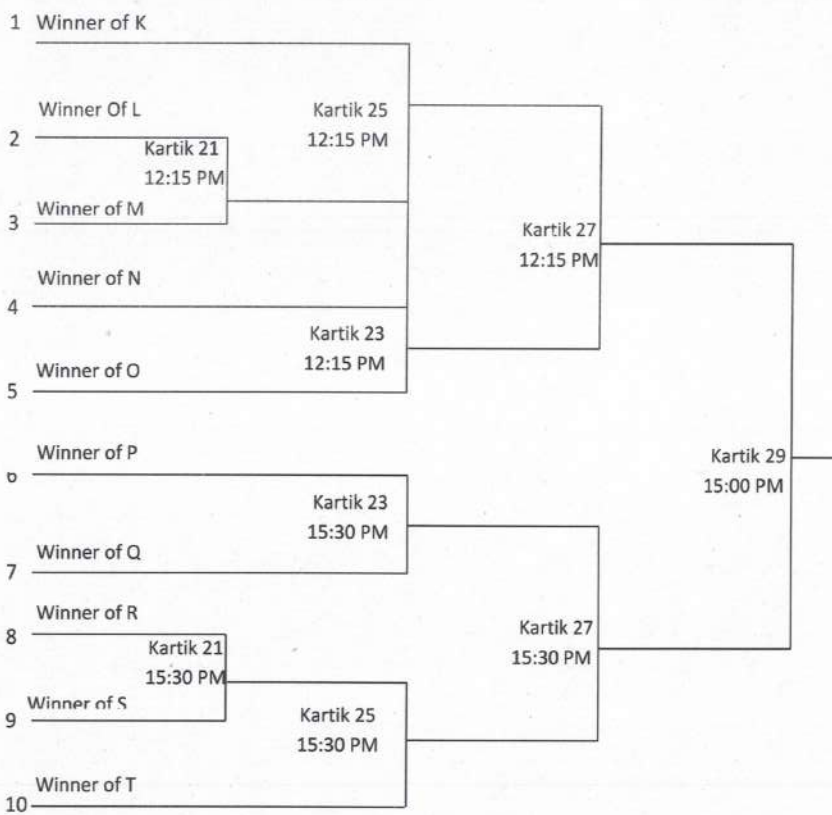 1 Winner of K
Winner Of L
2
Kartik 21
12:15 PM
Winner of M
3
Kartik 25
12:15 PM
Winner of N
4
Kartik 23
12:15 PM
Winner of O
5
Kartik 27
12:15 PM
Winner of P
6
Kartik 23
15:30 PM
Winner of Q
7
Winner of R
8
Kartik 21
15:30 PM
Winner of S
9
Kartik 25
15:30 PM
Winner of T
10
Kartik 27
15:30 PM
Kartik 29
15:00 PM